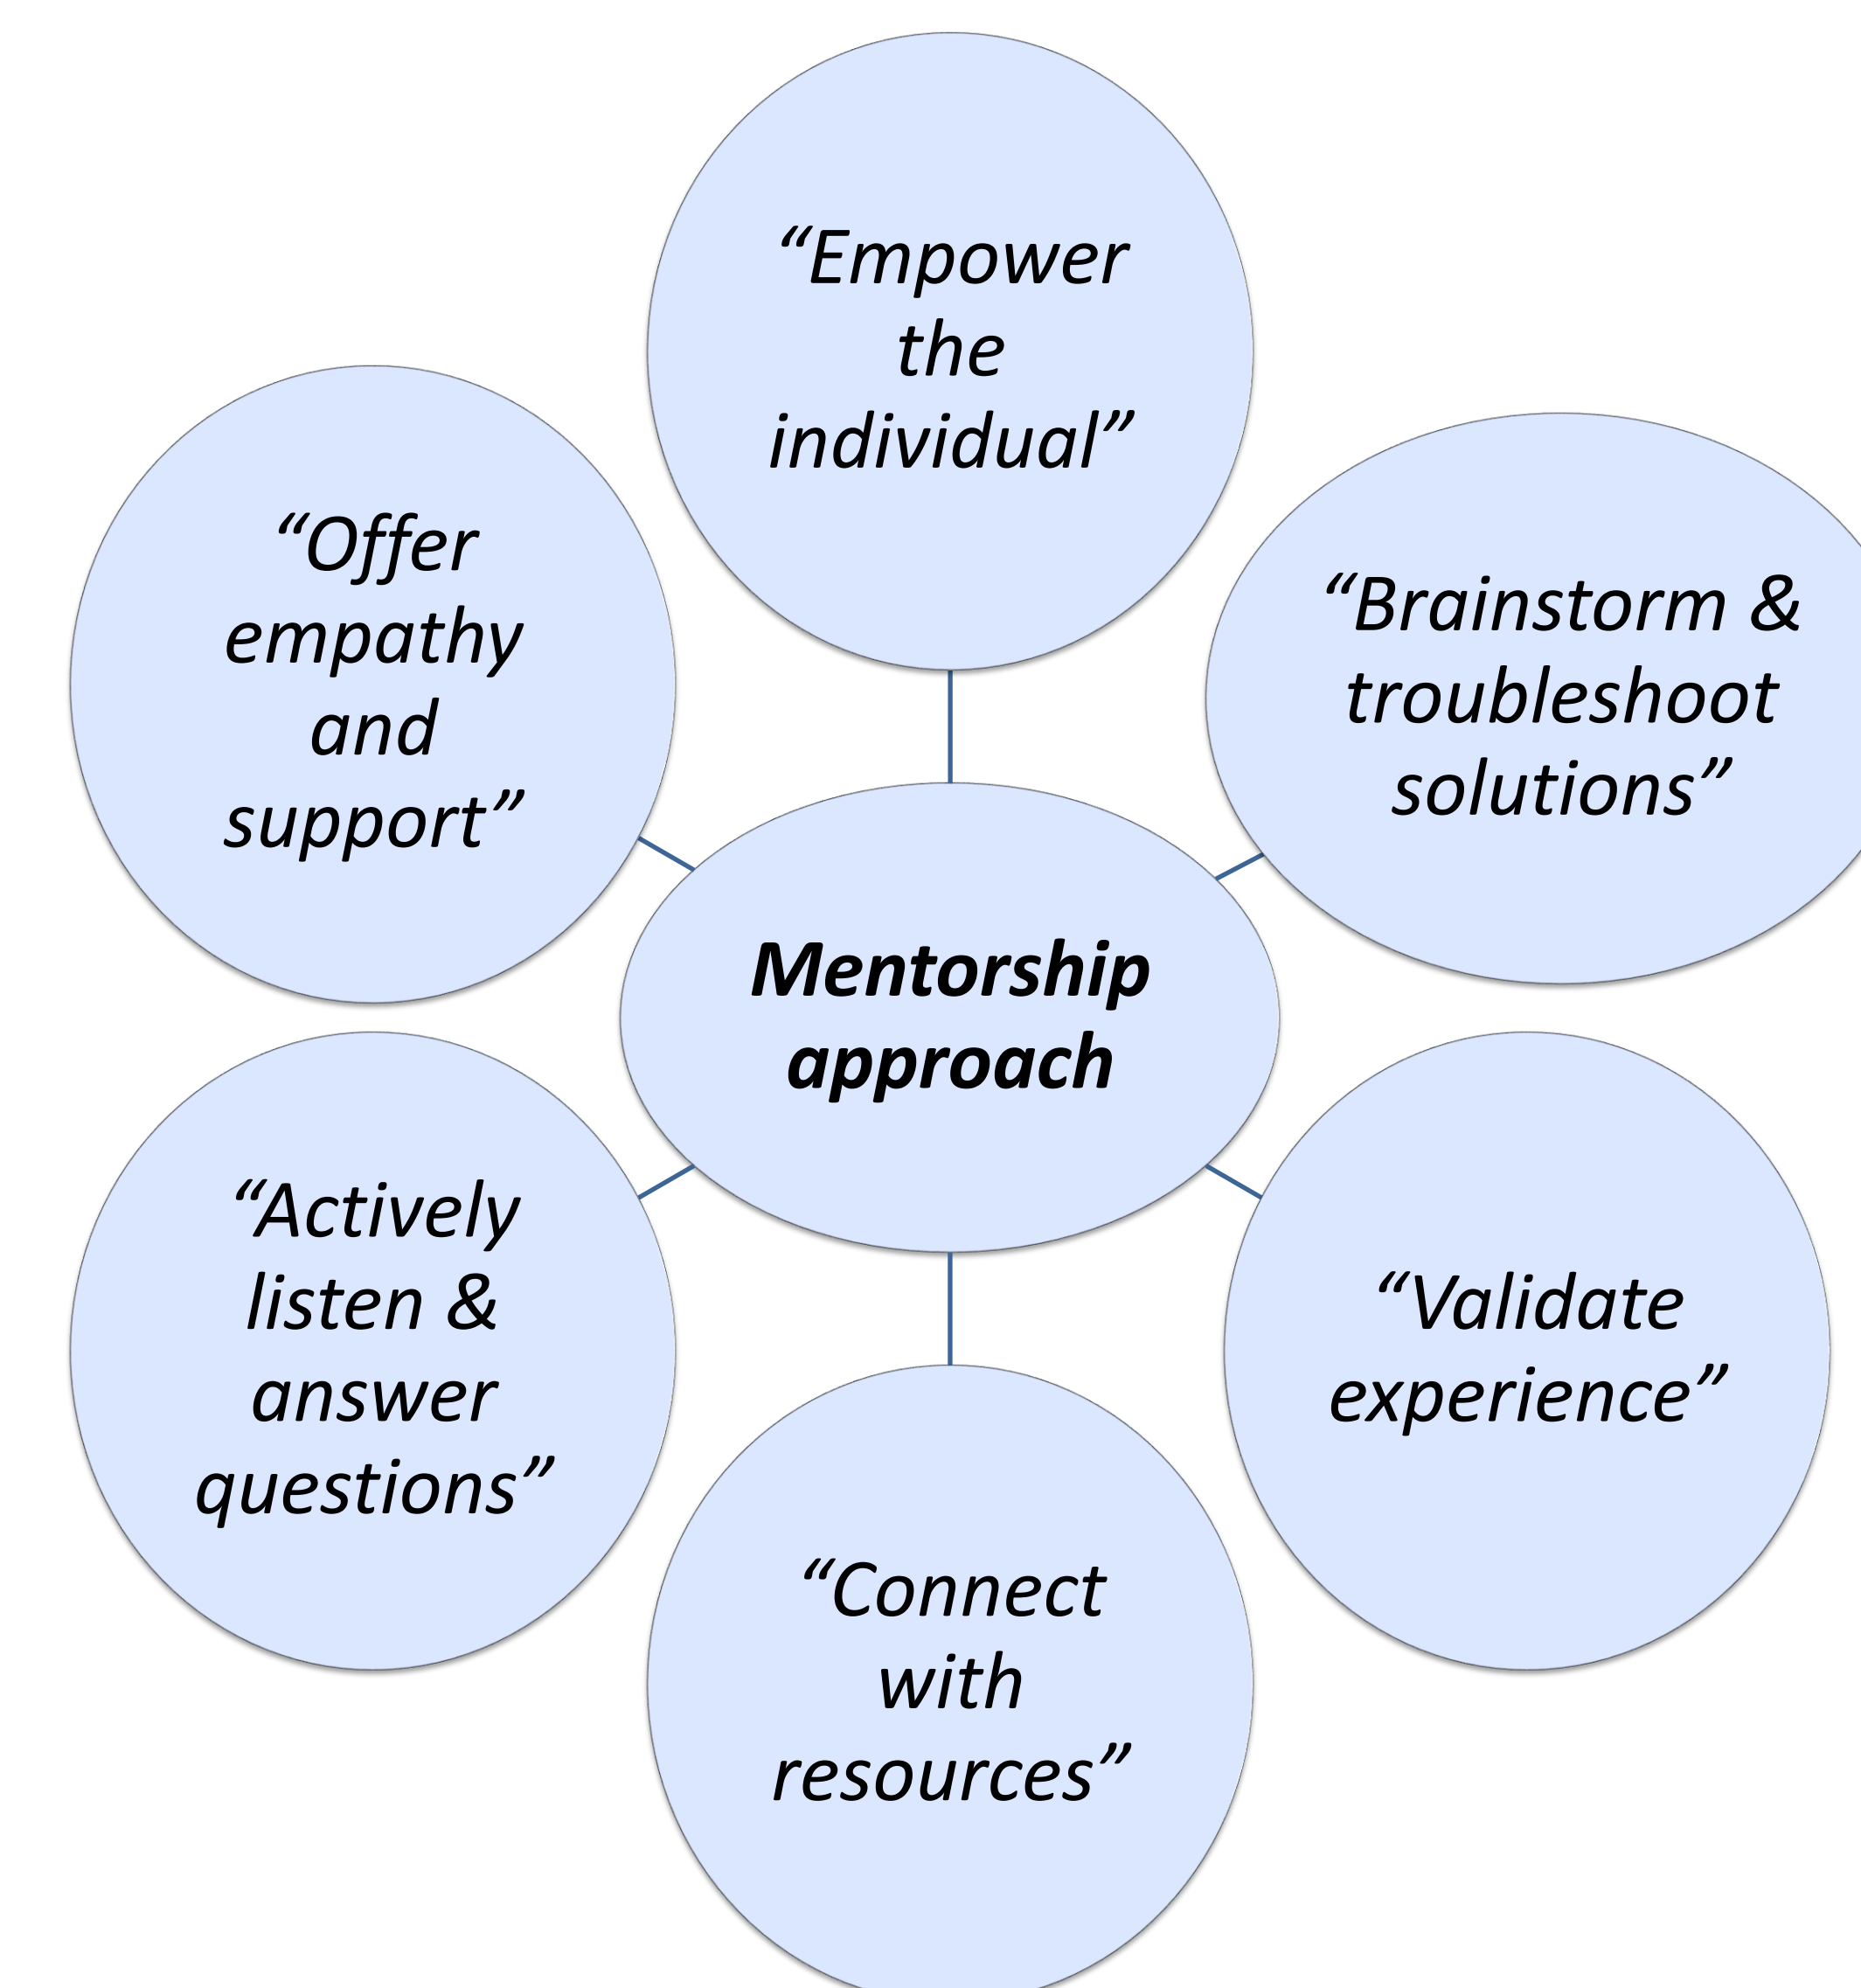 “Empower
the
individual”
“Brainstorm &
troubleshoot
solutions”
“Validate
experience”
“Connect
with
resources”
“Actively
listen &
answer
questions”
“Offer
empathy
and
support”
Mentorship
approach